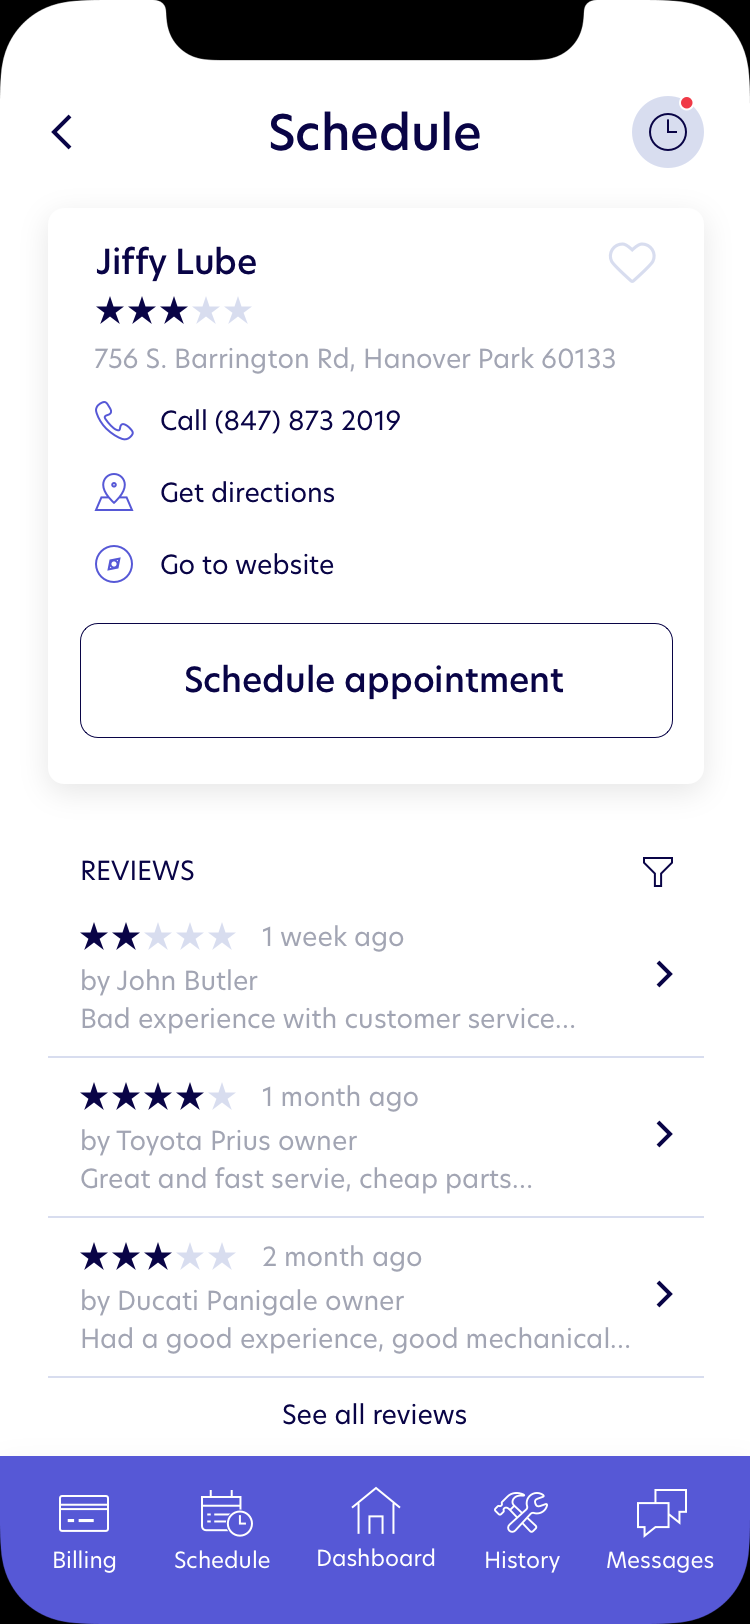 Schedule
Jiffy Lube
756 S. Barrington Rd, Hanover Park 60133
Call (847) 873 2019
Get directions
Go to website
Schedule appointment
REVIEWS
1 week ago
by John Butler
Bad experience with customer service...
1 month ago
by Toyota Prius owner
Great and fast servie, cheap parts...
2 month ago
by Ducati Panigale owner
Had a good experience, good mechanical...
See all reviews
Billing Schedule Dashboard History Messages